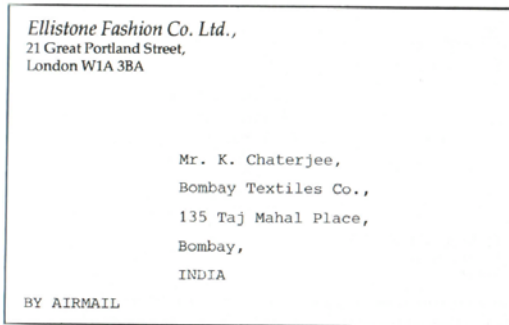 Ellistone Fashion Co. Ltd.,
21 Great Portland Street,
London W1A 3BA
Mr. K. Chaterjee,
Bombay Textiles Co.,
135 Taj Mahal Place,
Bombay,
INDIA
BY AIRMAIL